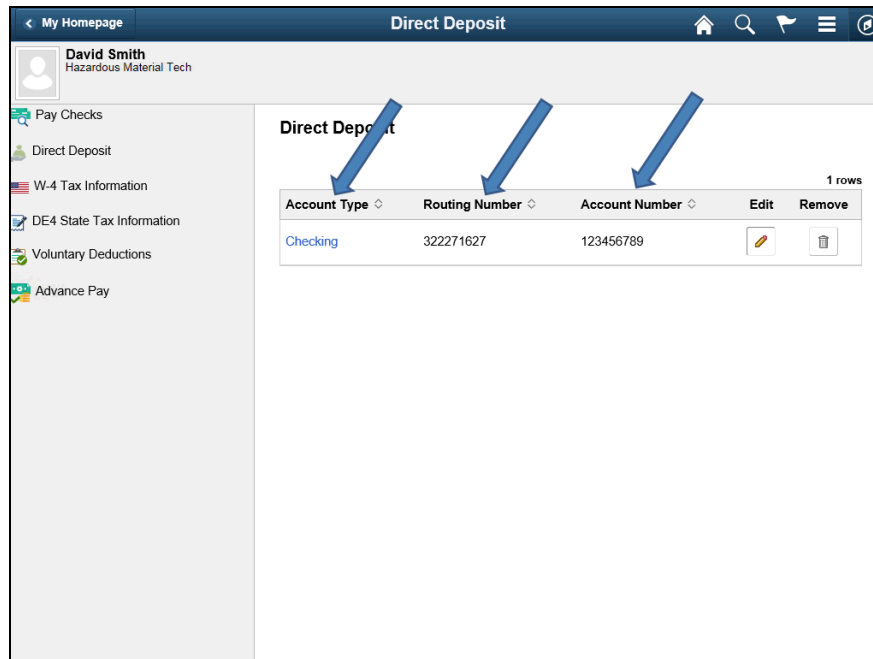 My Homepage
Direct Deposit
David Smith
Hazardous Material Tech
Pay Checks
Direct Deposit
W-4 Tax Information
DE4 State Tax Information
Voluntary Deductions
Advance Pay
Direct Deposit
1 rows
Account Type Routing Number Account Number Edit Remove
Checking 322271627 123456789